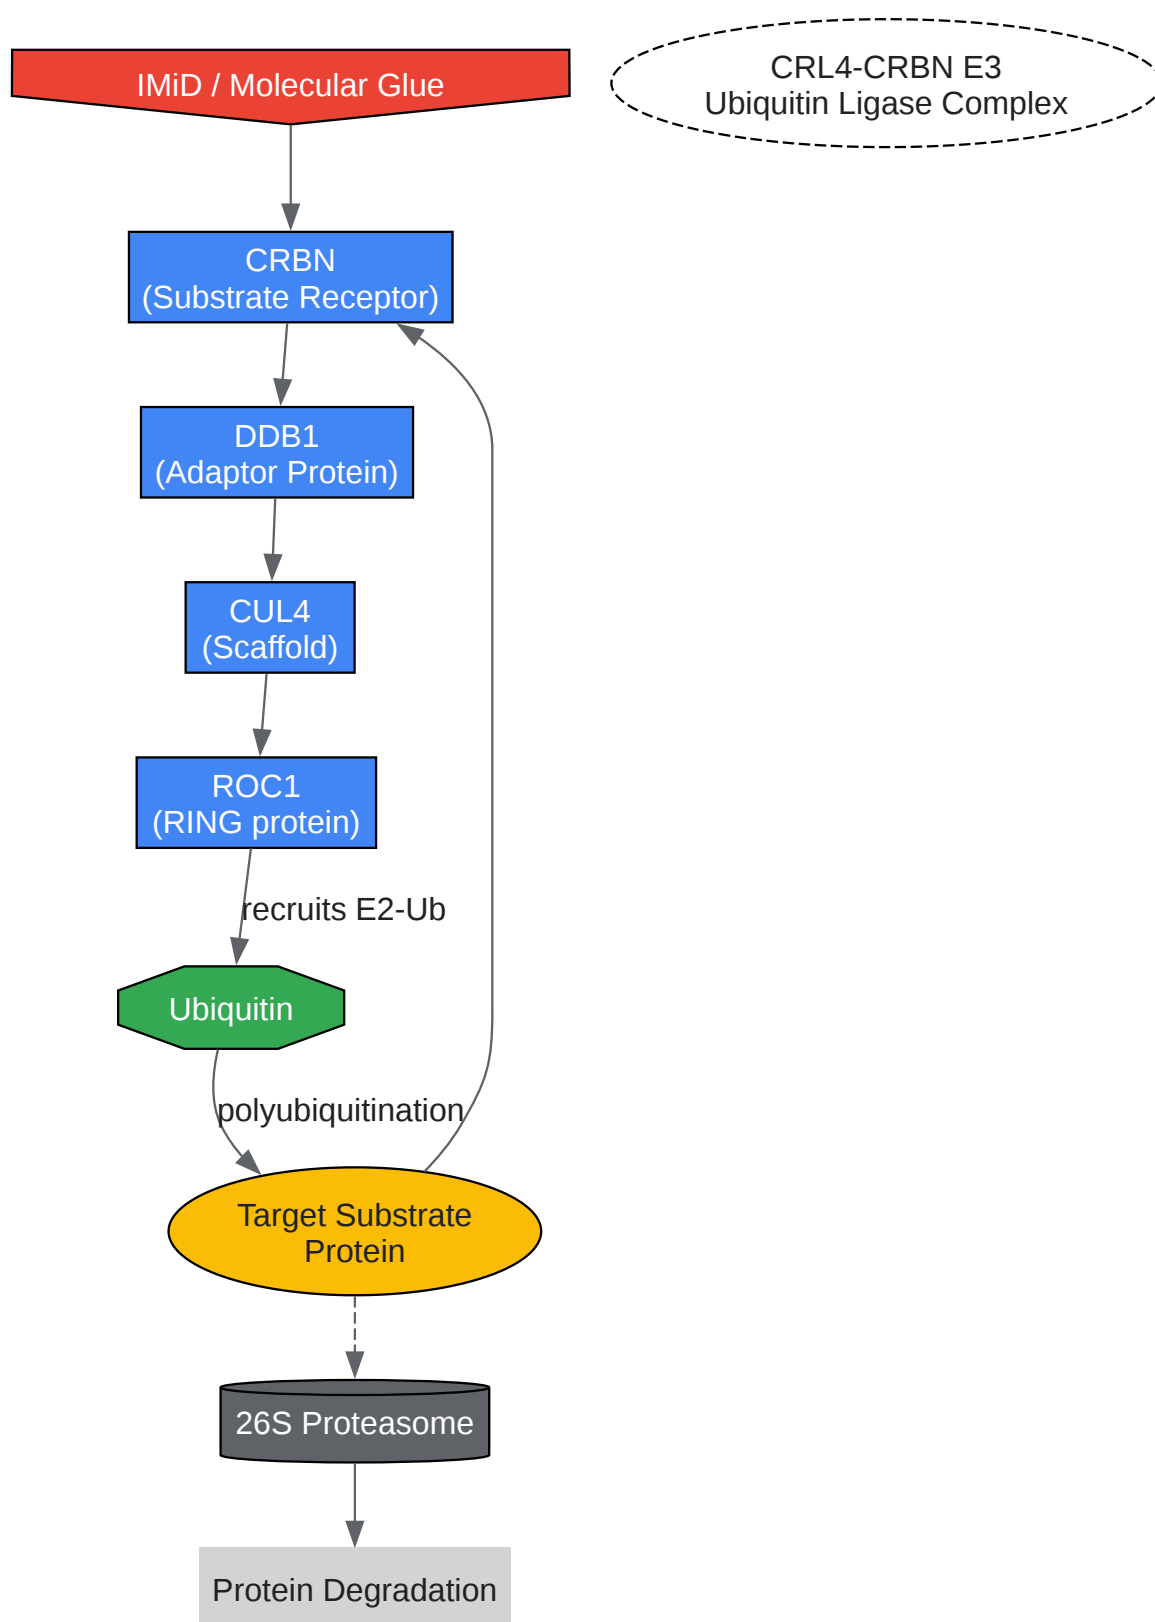 IMiD / Molecular Glue
CRL4-CRBN E3
Ubiquitin Ligase Complex
CRBN
(Substrate Receptor)
DDB1
(Adaptor Protein)
CUL4
(Scaffold)
ROC1
(RING protein)
recruits E2-Ub
Ubiquitin
polyubiquitination
Target Substrate
Protein
26S Proteasome
Protein Degradation